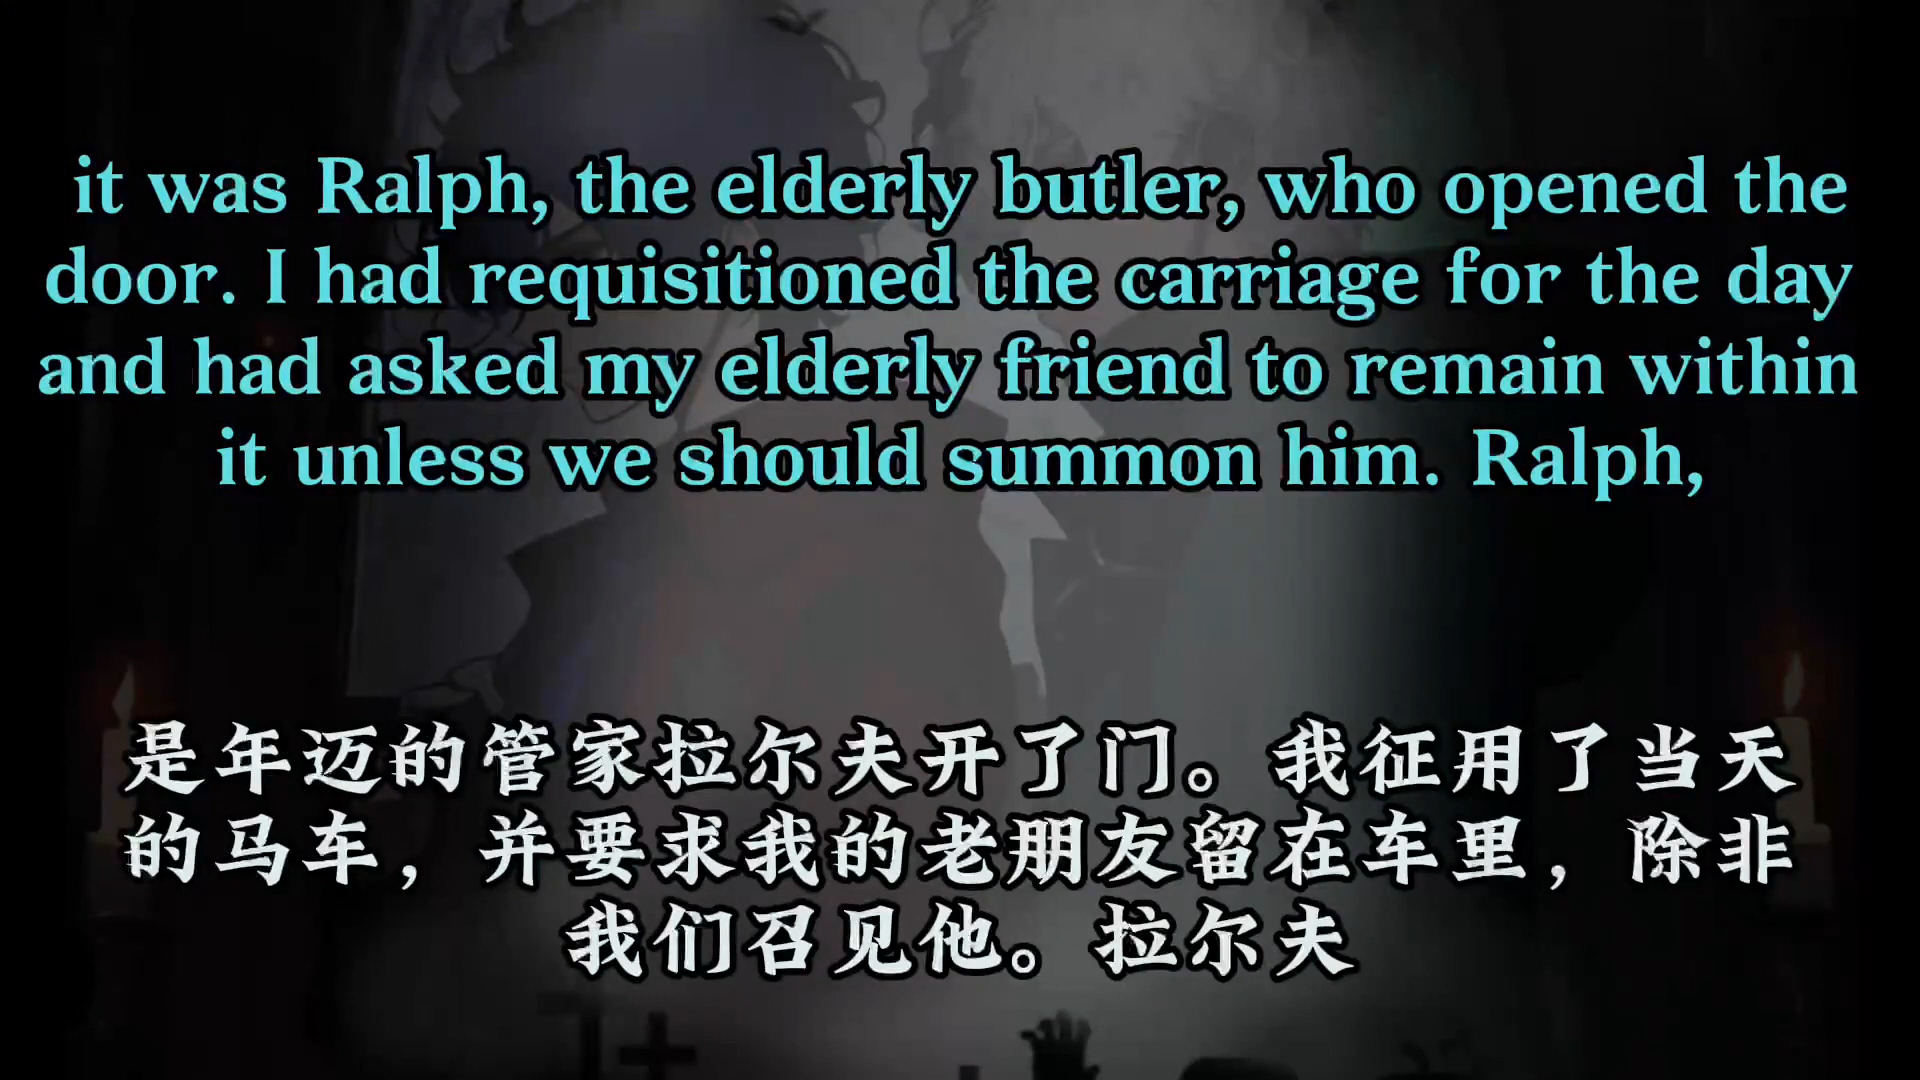 it was Ralph, the elderly butler, who opened the
door. I had requisitioned the carriage for the day
and had asked my elderly friend to remain within
it unless we should summon him. Ralph,
是年迈的管家拉尔夫开了门。我征用了当天
的马车，并要求我的老朋友留在车里，除非
我们召见他。拉尔夫